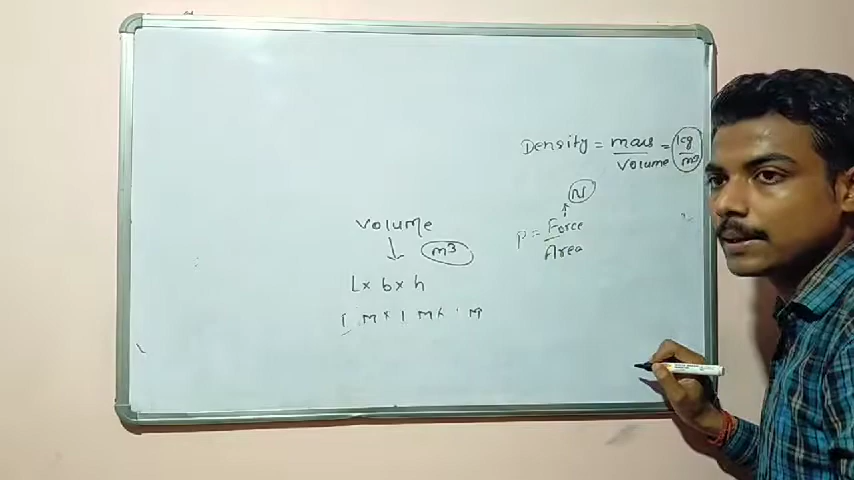 Density = mass = kg
volume m3
N
P = Force
Area
volume
m3
L x b x h
1 m x 1 m x 1 m